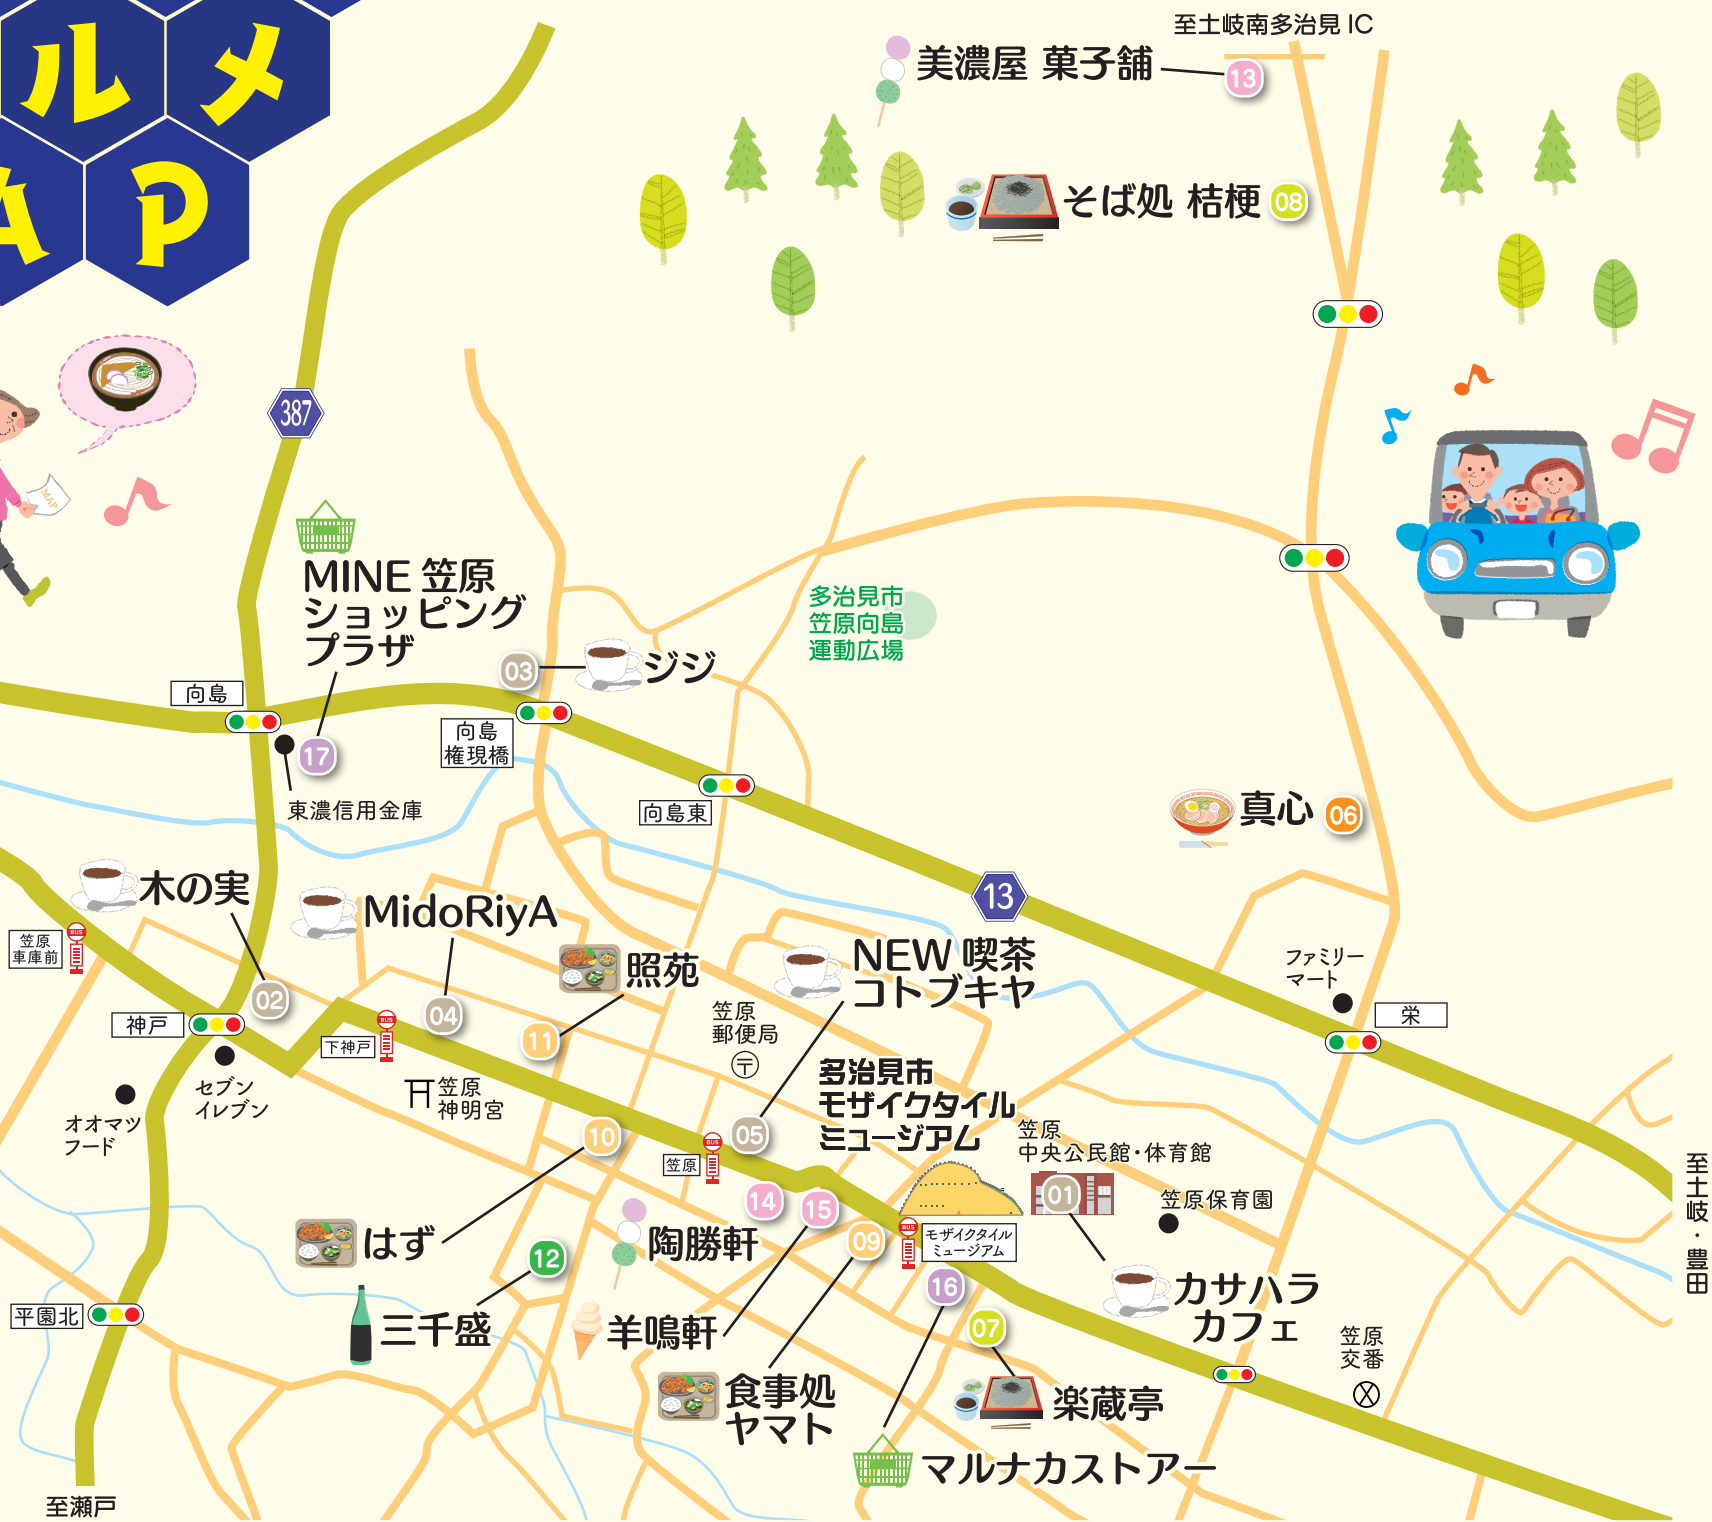 ルメ
AP
至土岐南多治見IC
美濃屋 菓子舗
13
そば処 桔梗
08
387
MAP
MINE 笠原
ショッピング
プラザ
17
東濃信用金庫
向島
03
ジジ
向島
権現橋
向島東
多治見市
笠原向島
運動広場
真心
06
13
木の実
02
笠原
車庫前
BUS
神戸
セブン
イレブン
オオマツ
フード
MidoRiyA
04
下神戸
BUS
笠原
神明宮
照苑
11
NEW 喫茶
コトブキヤ
05
笠原
郵便局
〒
ファミリー
マート
栄
多治見市
モザイクタイル
ミュージアム
笠原
中央公民館・体育館
01
笠原保育園
カサハラ
カフェ
至土岐・豊田
10
はず
笠原
BUS
14
陶勝軒
15
羊鳴軒
09
食事処
ヤマト
BUS
モザイクタイル
ミュージアム
16
マルナカストアー
07
楽蔵亭
12
三千盛
平園北
至瀬戸
笠原
交番